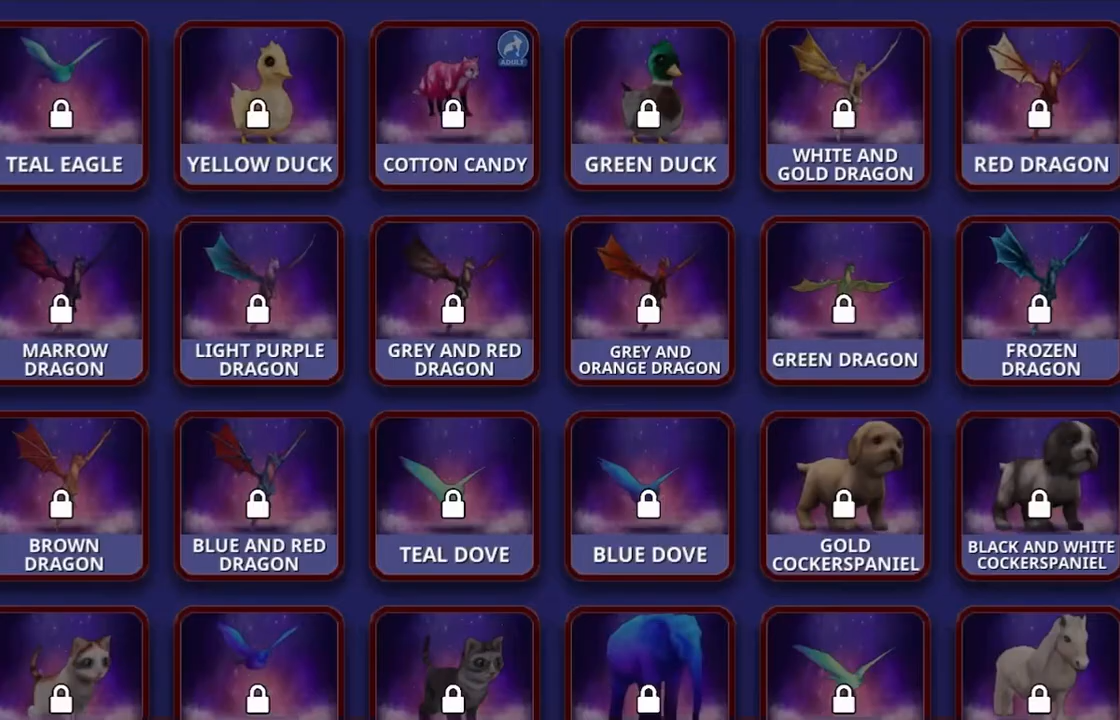 ADULT
TEAL EAGLE
YELLOW DUCK
COTTON CANDY
GREEN DUCK
WHITE AND
GOLD DRAGON
RED DRAGON
MARROW
DRAGON
LIGHT PURPLE
DRAGON
GREY AND RED
DRAGON
GREY AND
ORANGE DRAGON
GREEN DRAGON
FROZEN
DRAGON
BROWN
DRAGON
BLUE AND RED
DRAGON
TEAL DOVE
BLUE DOVE
GOLD
COCKERSPANIEL
BLACK AND WHITE
COCKERSPANIEL